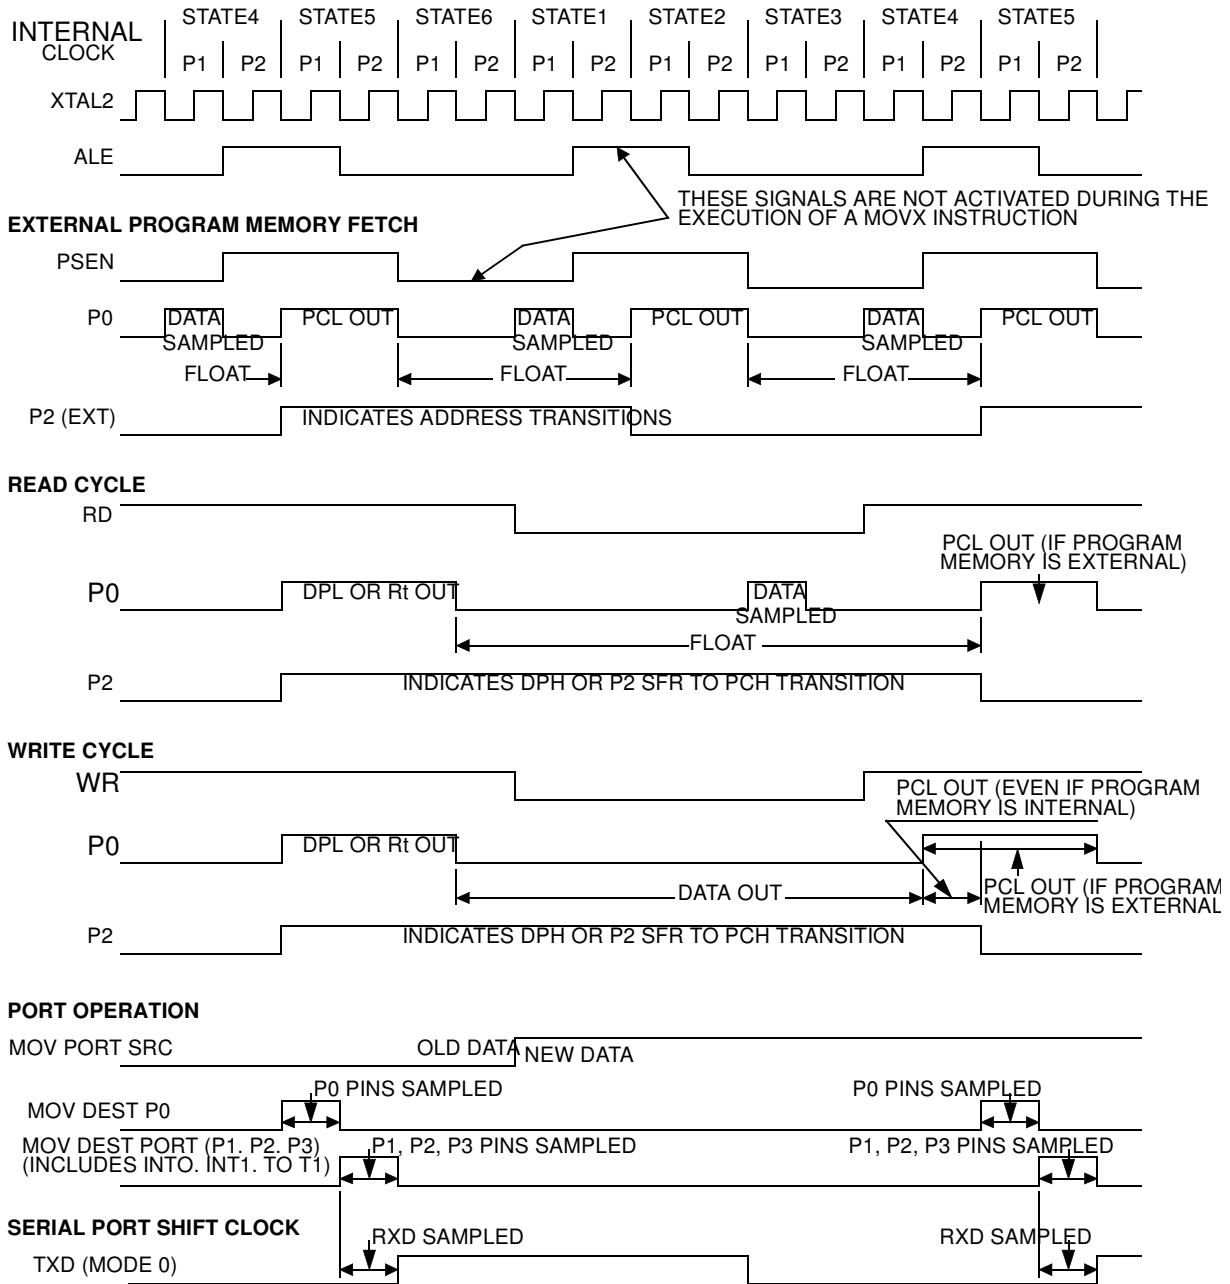 INTERNAL
CLOCK
STATE4 STATE5 STATE6 STATE1 STATE2 STATE3 STATE4 STATE5
P1 P2 P1 P2 P1 P2 P1 P2 P1 P2 P1 P2 P1 P2 P1 P2
XTAL2
ALE
THESE SIGNALS ARE NOT ACTIVATED DURING THE
EXECUTION OF A MOVX INSTRUCTION
EXTERNAL PROGRAM MEMORY FETCH
PSEN
P0 DATA PCL OUT DATA PCL OUT DATA PCL OUT
SAMPLED SAMPLED SAMPLED
FLOAT FLOAT FLOAT
P2 (EXT) INDICATES ADDRESS TRANSITIONS
READ CYCLE
RD
PCL OUT (IF PROGRAM
MEMORY IS EXTERNAL)
P0 DPL OR Rt OUT DATA
SAMPLED
FLOAT
P2 INDICATES DPH OR P2 SFR TO PCH TRANSITION
WRITE CYCLE
WR
PCL OUT (EVEN IF PROGRAM
MEMORY IS INTERNAL)
P0 DPL OR Rt OUT
DATA OUT
PCL OUT (IF PROGRAM
MEMORY IS EXTERNAL
P2 INDICATES DPH OR P2 SFR TO PCH TRANSITION
PORT OPERATION
MOV PORT SRC OLD DATA NEW DATA
P0 PINS SAMPLED P0 PINS SAMPLED
MOV DEST P0
MOV DEST PORT (P1. P2. P3) P1, P2, P3 PINS SAMPLED P1, P2, P3 PINS SAMPLED
(INCLUDES INTO. INT1. TO T1)
SERIAL PORT SHIFT CLOCK
RXD SAMPLED RXD SAMPLED
TXD (MODE 0)